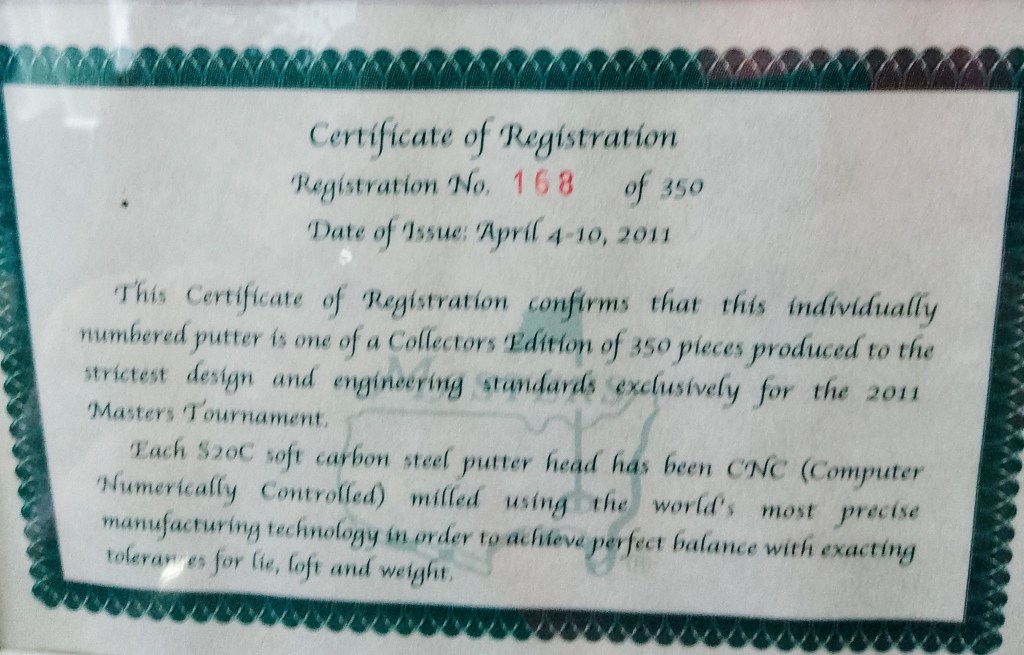 Certificate of Registration
Registration No. 168 of 350
Date of Issue: April 4-10, 2011
This Certificate of Registration confirms that this individually
numbered putter is one of a Collectors Edition of 350 pieces produced to the
strictest design and engineering standards exclusively for the 2011
Masters Tournament.
Each S20C soft carbon steel putter head has been CNC (Computer
Numerically Controlled) milled using the world's most precise
manufacturing technology in order to achieve perfect balance with exacting
tolerances for lie, loft and weight.
MASTERS